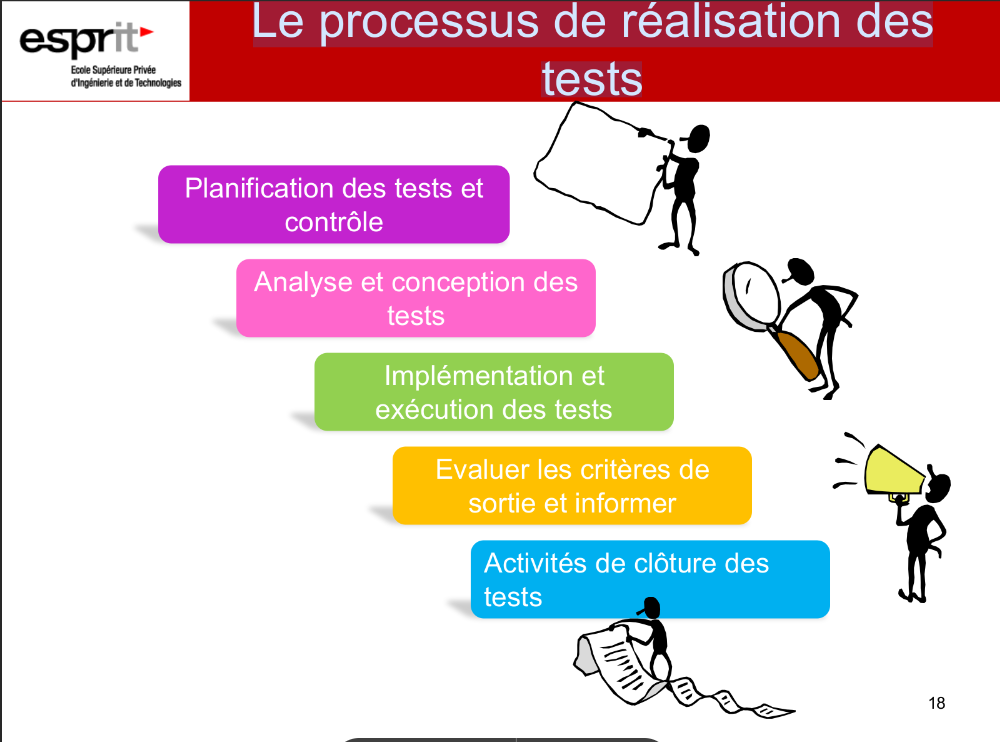 esprit
Ecole Supérieure Privée
d'Ingénierie et de Technologies
Le processus de réalisation des
tests
Planification des tests et
contrôle
Analyse et conception des
tests
Implémentation et
exécution des tests
Evaluer les critères de
sortie et informer
Activités de clôture des
tests
18